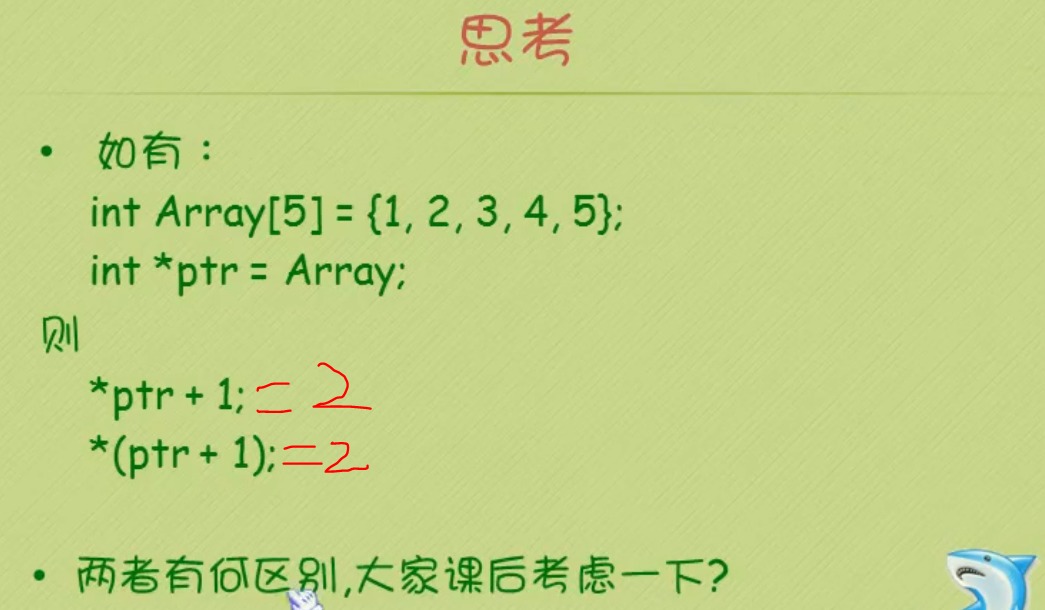 思考
• 如有：
int Array[5] = {1, 2, 3, 4, 5};
int *ptr = Array;
则
*ptr + 1; = 2
*(ptr + 1); = 2
• 两者有何区别,大家课后考虑一下?